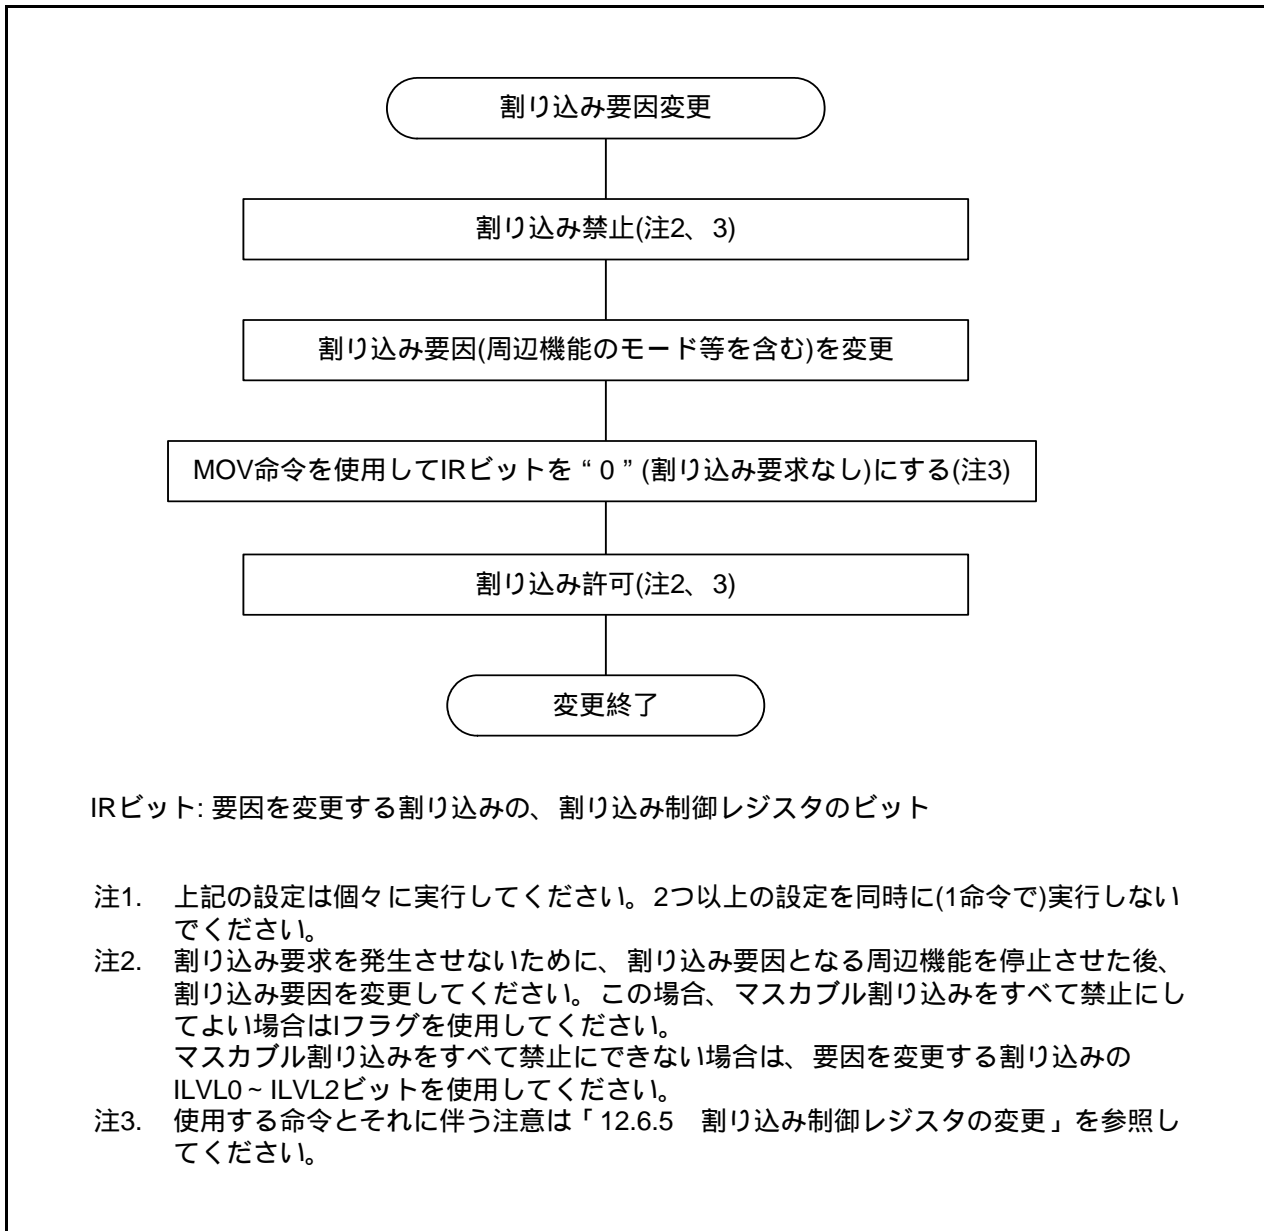 割り込み要因変更
割り込み禁止(注2、3)
割り込み要因(周辺機能のモード等を含む)を変更
MOV命令を使用してIRビットを“0”(割り込み要求なし)にする(注3)
割り込み許可(注2、3)
変更終了
IRビット: 要因を変更する割り込みの、割り込み制御レジスタのビット
注1. 上記の設定は個々に実行してください。2つ以上の設定を同時に(1命令で)実行しない
でください。
注2. 割り込み要求を発生させないために、割り込み要因となる周辺機能を停止させた後、
割り込み要因を変更してください。この場合、マスカブル割り込みをすべて禁止にし
てよい場合はIフラグを使用してください。
マスカブル割り込みをすべて禁止にできない場合は、要因を変更する割り込みの
ILVL0~ILVL2ビットを使用してください。
注3. 使用する命令とそれに伴う注意は「12.6.5 割り込み制御レジスタの変更」を参照し
てください。